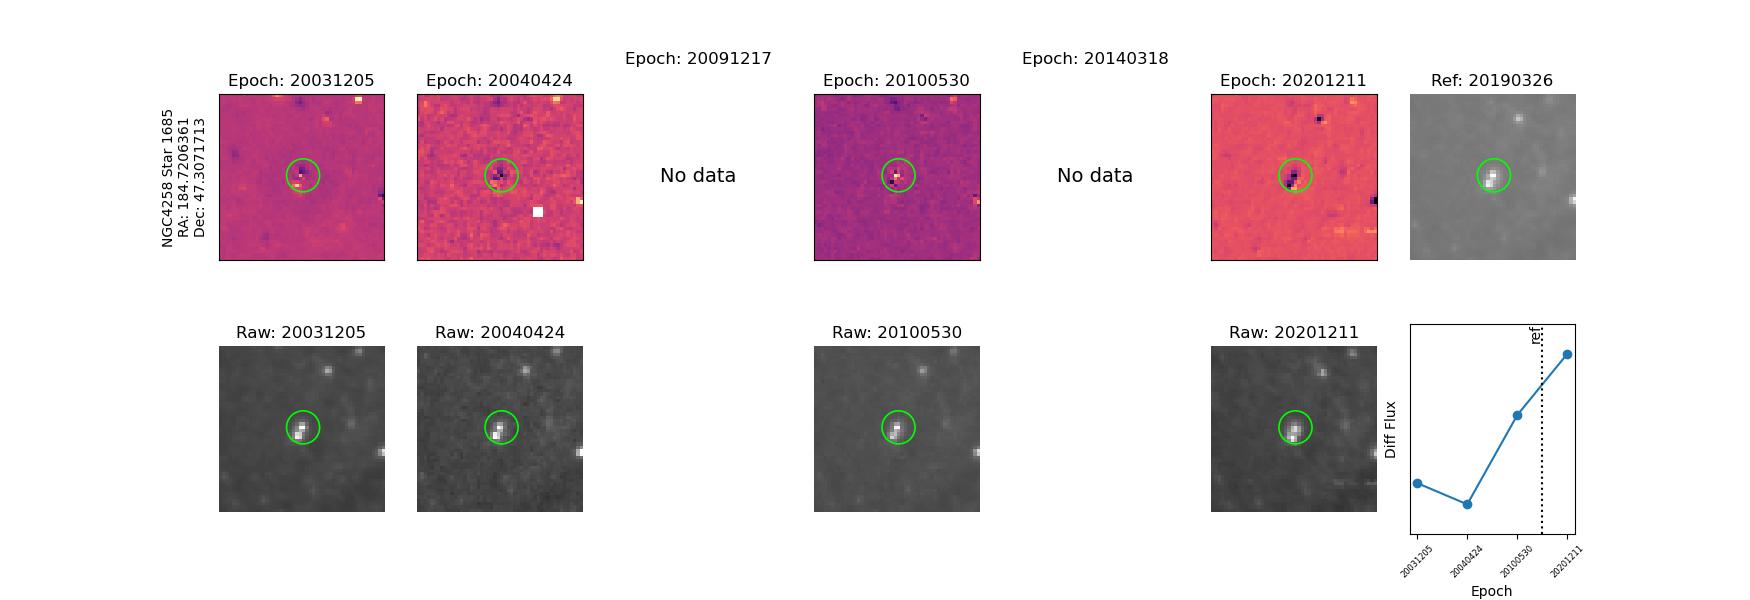 Epoch: 20091217
Epoch: 20140318
Epoch: 20031205
Epoch: 20040424
Epoch: 20100530
Epoch: 20201211
Ref: 20190326
NGC4258 Star 1685
RA: 184.7206361
Dec: 47.3071713
No data
No data
Raw: 20031205
Raw: 20040424
Raw: 20100530
Raw: 20201211
ref
Diff Flux
20031205
20040424
20100530
20201211
Epoch